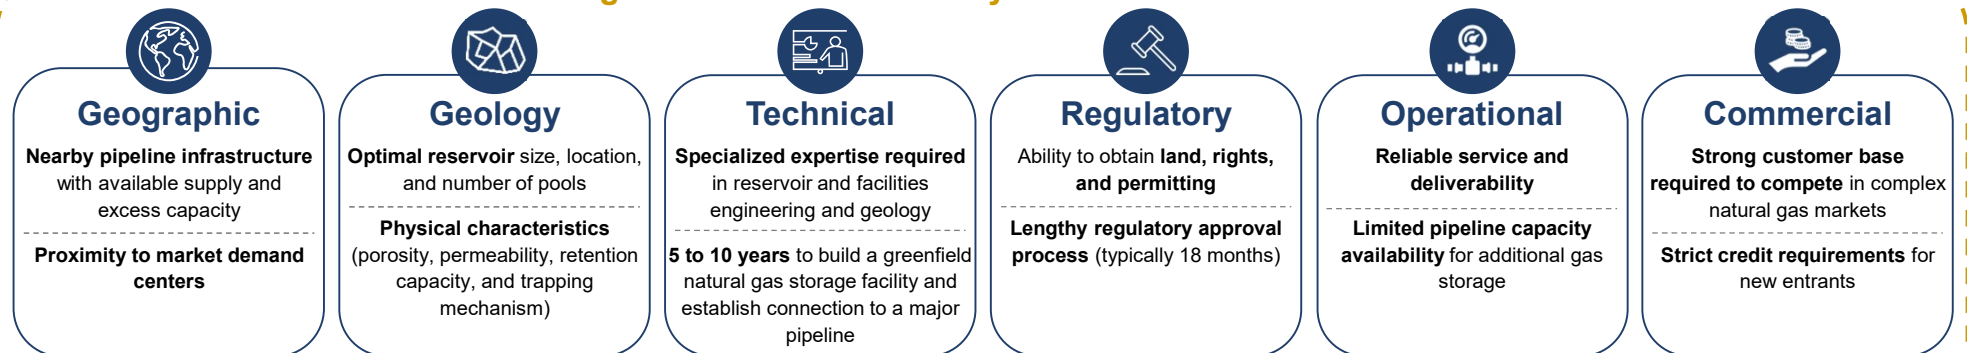 Geographic
Nearby pipeline infrastructure
with available supply and
excess capacity
Proximity to market demand
centers
Geology
Optimal reservoir size, location,
and number of pools
Physical characteristics
(porosity, permeability, retention
capacity, and trapping
mechanism)
Technical
Specialized expertise required
in reservoir and facilities
engineering and geology
5 to 10 years to build a greenfield
natural gas storage facility and
establish connection to a major
pipeline
Regulatory
Ability to obtain land, rights,
and permitting
Lengthy regulatory approval
process (typically 18 months)
Operational
Reliable service and
deliverability
Limited pipeline capacity
availability for additional gas
storage
Commercial
Strong customer base
required to compete in complex
natural gas markets
Strict credit requirements for
new entrants